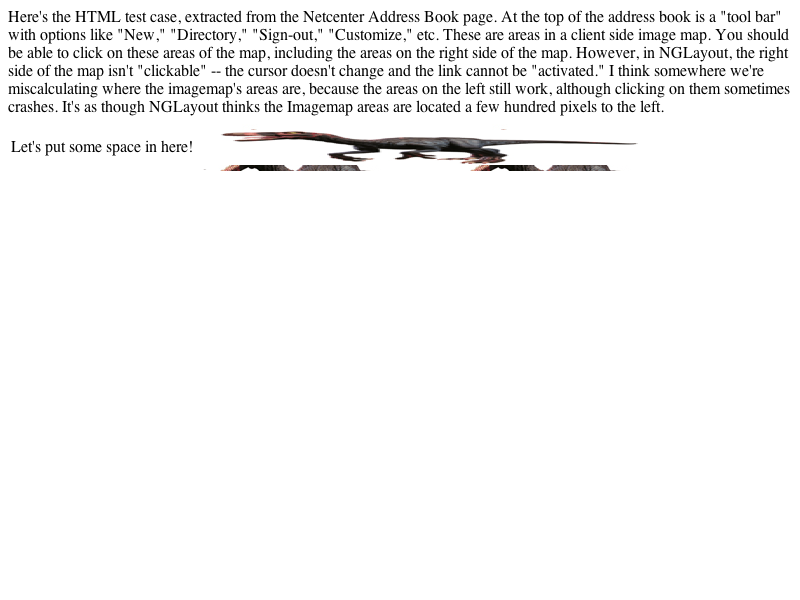 Here's the HTML test case, extracted from the Netcenter Address Book page. At the top of the address book is a "tool bar"
with options like "New," "Directory," "Sign-out," "Customize," etc. These are areas in a client side image map. You should
be able to click on these areas of the map, including the areas on the right side of the map. However, in NGLayout, the right
side of the map isn't "clickable" -- the cursor doesn't change and the link cannot be "activated." I think somewhere we're
miscalculating where the imagemap's areas are, because the areas on the left still work, although clicking on them sometimes
crashes. It's as though NGLayout thinks the Imagemap areas are located a few hundred pixels to the left.
Let's put some space in here!